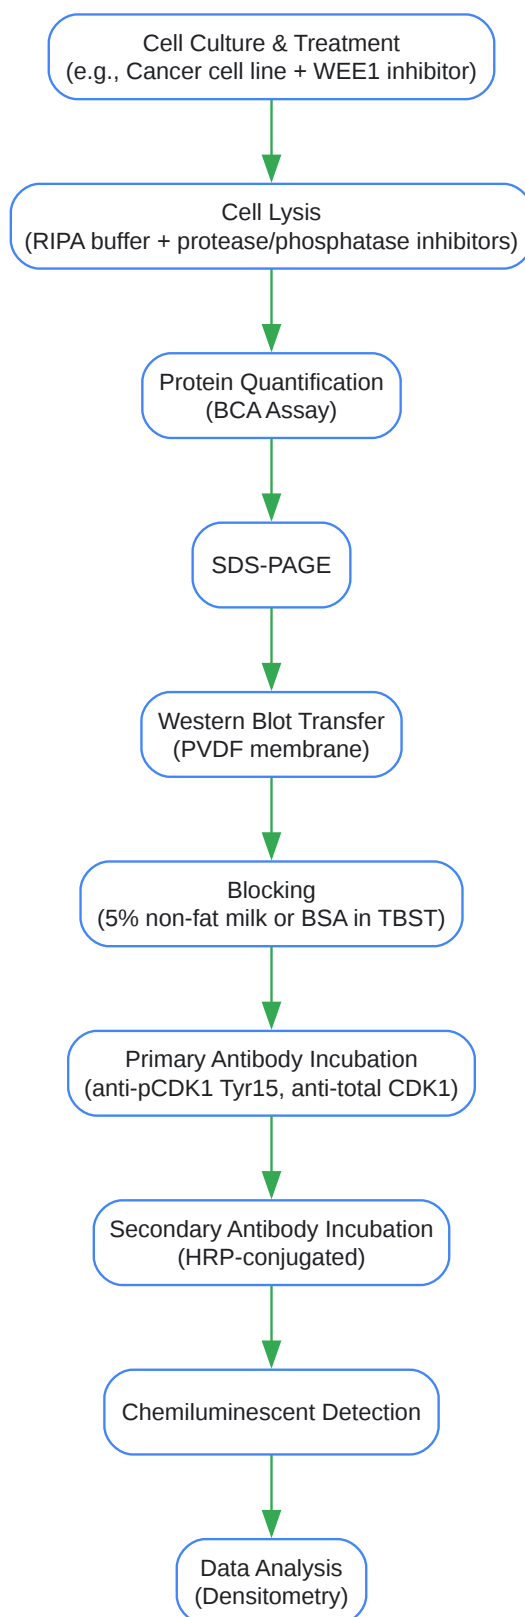 Cell Culture & Treatment
(e.g., Cancer cell line + WEE1 inhibitor)
Cell Lysis
(RIPA buffer + protease/phosphatase inhibitors)
Protein Quantification
(BCA Assay)
SDS-PAGE
Western Blot Transfer
(PVDF membrane)
Blocking
(5% non-fat milk or BSA in TBST)
Primary Antibody Incubation
(anti-pCDK1 Tyr15, anti-total CDK1)
Secondary Antibody Incubation
(HRP-conjugated)
Chemiluminescent Detection
Data Analysis
(Densitometry)